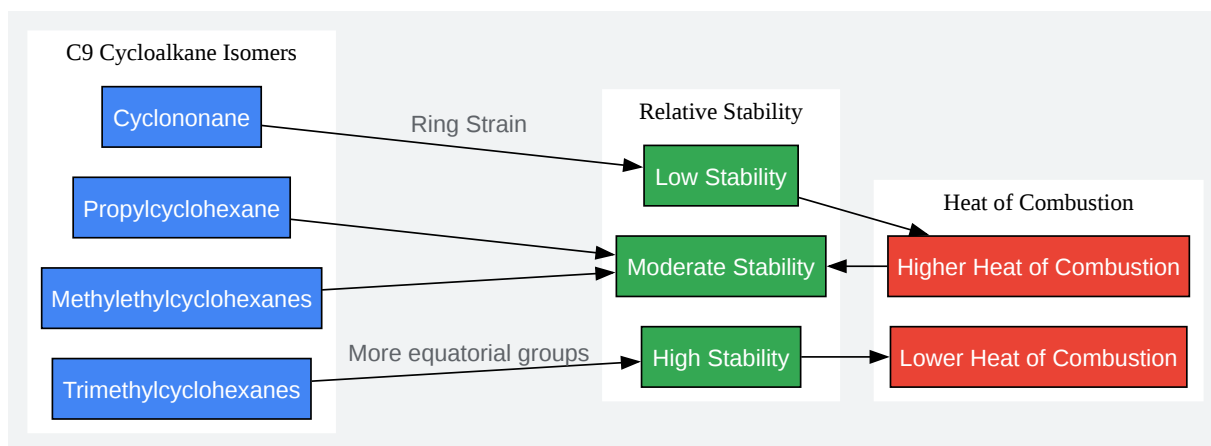 C9 Cycloalkane Isomers
Cyclononane
Propylcyclohexane
Methylethylcyclohexanes
Trimethylcyclohexanes
Ring Strain
More equatorial groups
Relative Stability
Low Stability
Moderate Stability
High Stability
Heat of Combustion
Higher Heat of Combustion
Lower Heat of Combustion